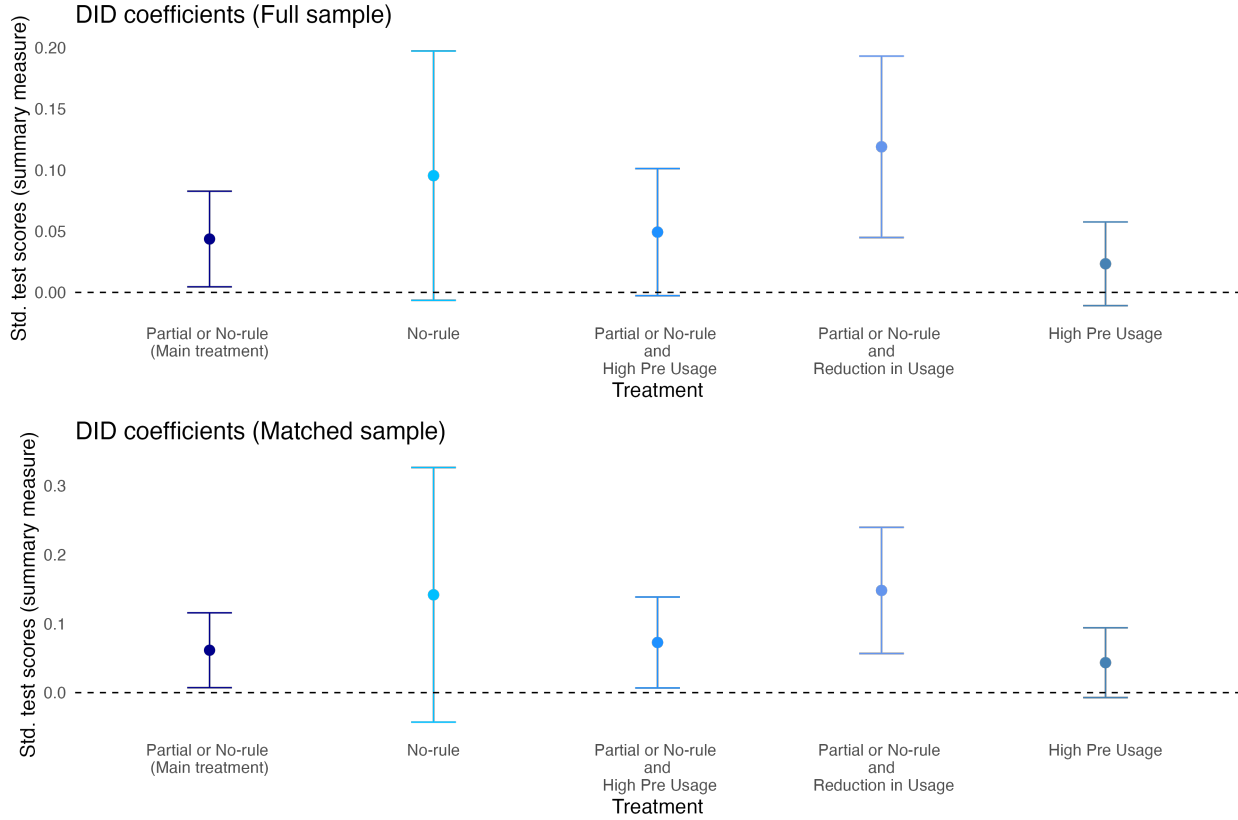 DID coefficients (Full sample)
Std. test scores (summary measure)
0.20
0.15
0.10
0.05
0.00
Partial or No-rule
(Main treatment)
No-rule
Partial or No-rule
and
High Pre Usage
Partial or No-rule
and
Reduction in Usage
High Pre Usage
Treatment
DID coefficients (Matched sample)
Std. test scores (summary measure)
0.3
0.2
0.1
0.0
Partial or No-rule
(Main treatment)
No-rule
Partial or No-rule
and
High Pre Usage
Partial or No-rule
and
Reduction in Usage
High Pre Usage
Treatment